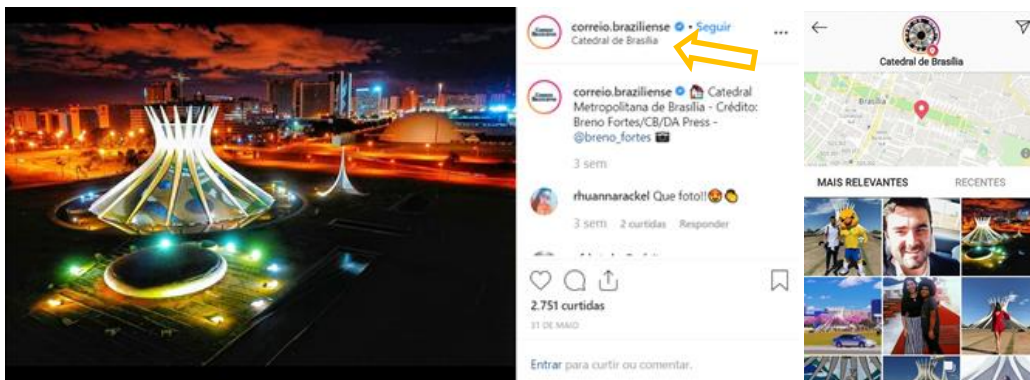 correio.braziliense • Seguir
Catedral de Brasília
correio.braziliense Catedral
Metropolitana de Brasília - Crédito:
Breno Fortes/CB/DA Press -
@breno_fortes
3 sem
rhuannarackel Que foto!!
3 sem 2 curtidas Responder
2.751 curtidas
31 DE MAIO
Entrar para curtir ou comentar.
Catedral de Brasília
Brasília
MAIS RELEVANTES RECENTES